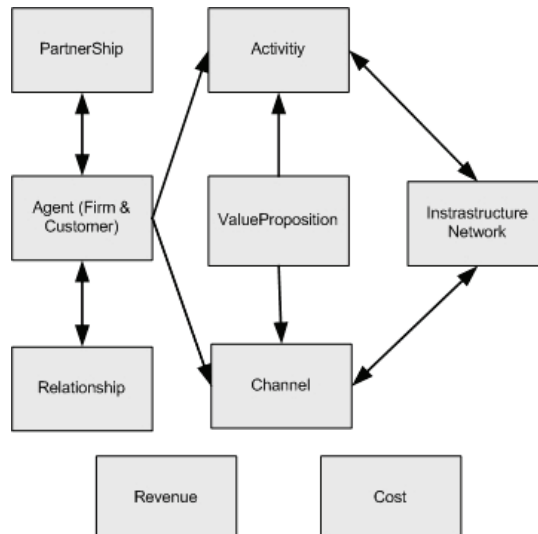 PartnerShip
Activitiy
Agent (Firm &
Customer)
ValueProposition
Instrastructure
Network
Relationship
Channel
Revenue
Cost